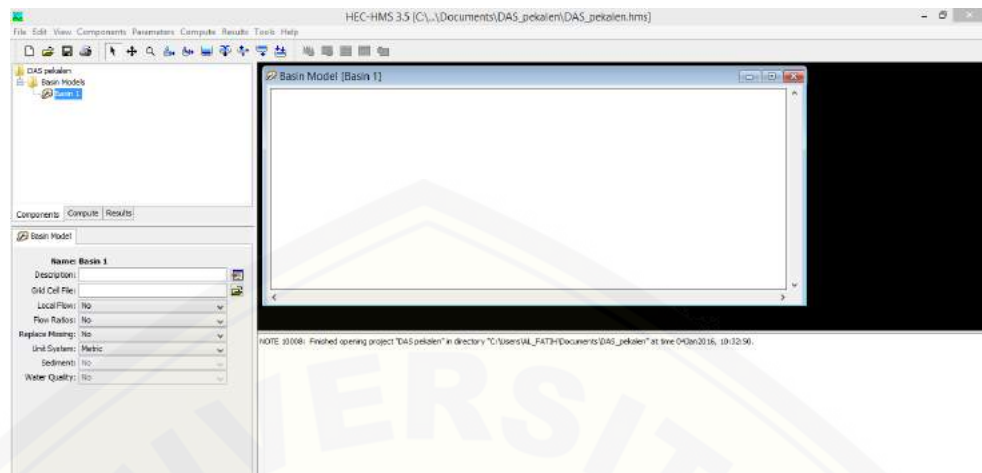 HEC-HMS 3.5 [C:\...\Documents\DAS_pekalen\DAS_pekalen.hms]
File Edit View Components Parameters Compute Results Tools Help
DAS pekalen
Basin Models
Basin 1
Basin Model [Basin 1]
Components Compute Results
Basin Model
Name: Basin 1
Description:
Grid Cell File:
Local Flow: No
Flow Ratios: No
Replace Missing: No
Unit System: Metric
Sediment: No
Water Quality: No
NOTE 10008: Finished opening project "DAS pekalen" in directory "C:\Users\AL_FATIH\Documents\DAS_pekalen" at time 04Jan2016, 10:32:50.
UNIVERSIT